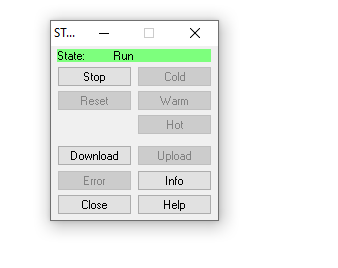 ST...
State: Run
Stop Cold
Reset Warm
Hot
Download Upload
Error Info
Close Help